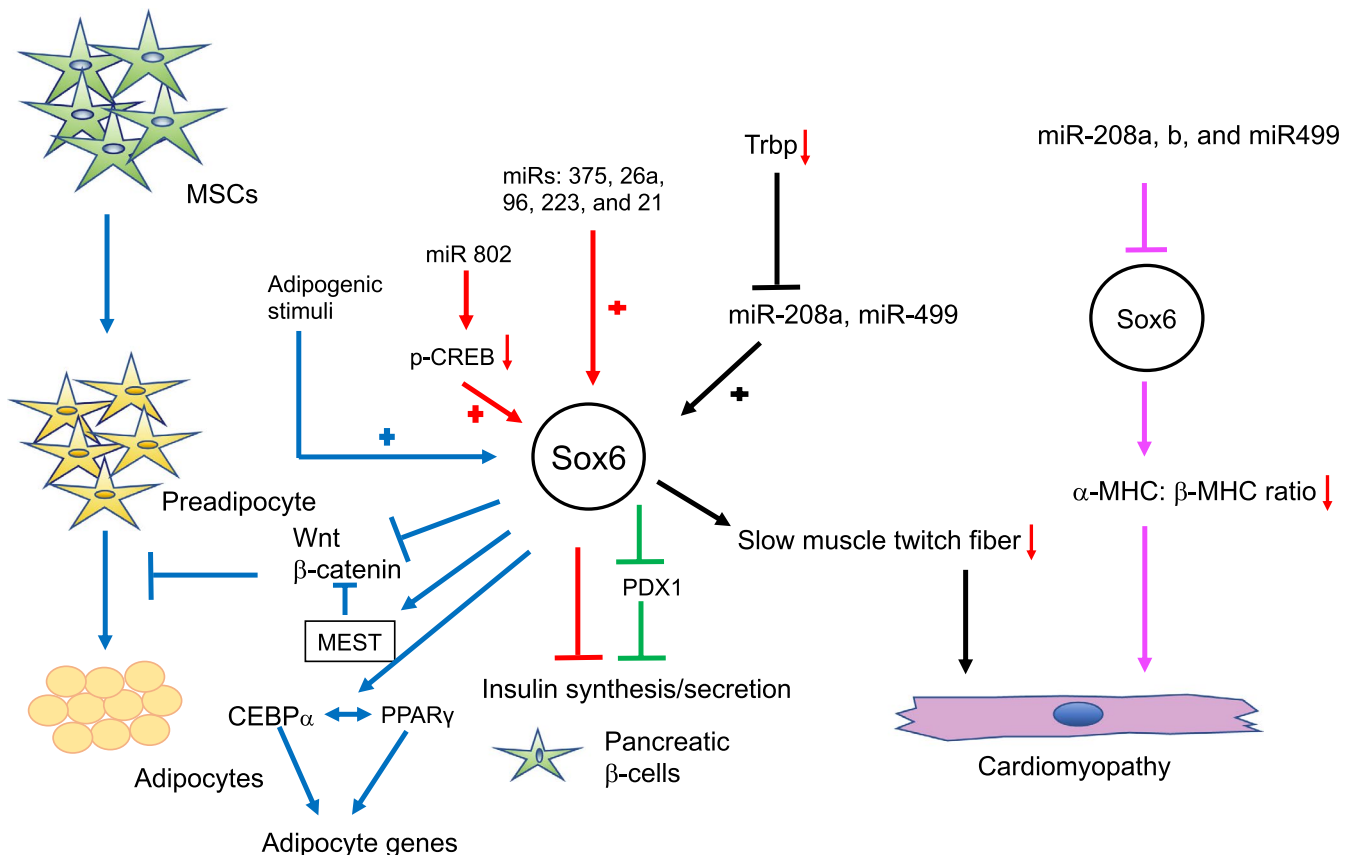 MSCs
Preadipocyte
Adipocytes
Adipogenic
stimuli
miR 802
p-CREB
miRs: 375, 26a,
96, 223, and 21
Trbp
miR-208a, miR-499
miR-208a, b, and miR499
Sox6
Sox6
α-MHC: β-MHC ratio
Slow muscle twitch fiber
Wnt
β-catenin
MEST
PDX1
Insulin synthesis/secretion
CEBPα
PPARγ
Pancreatic
β-cells
Adipocyte genes
Cardiomyopathy